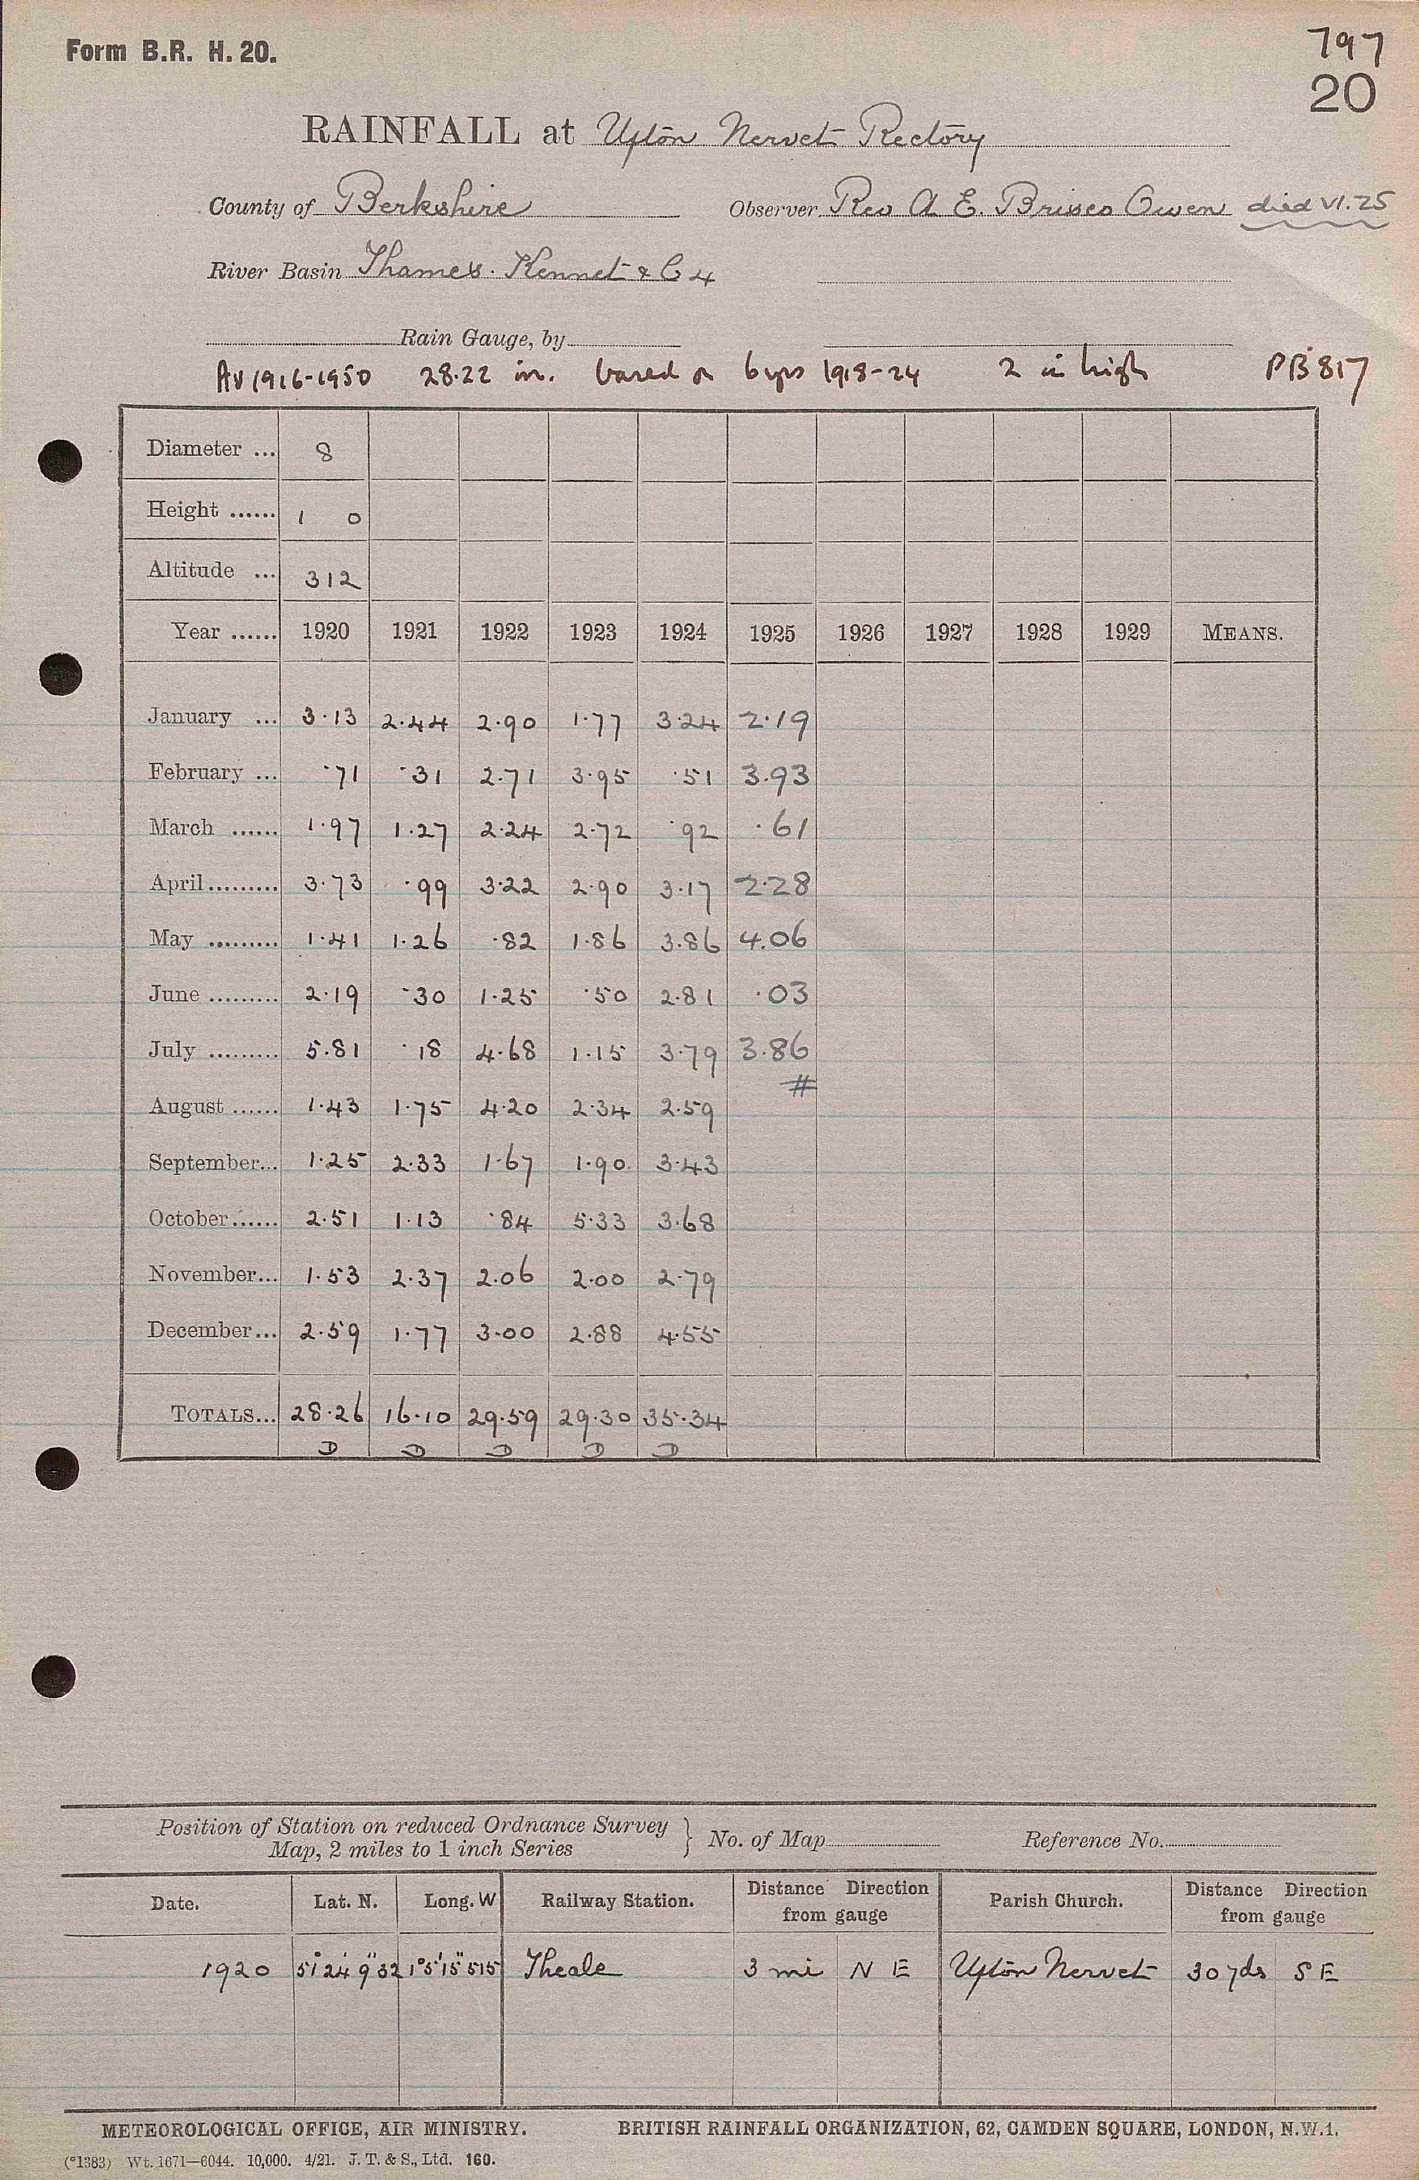 Form B.R. H. 20.
797
20
RAINFALL at Ufton Nervet Rectory
County of Berkshire Observer Rev A E. Brisco Owen died VI.25
River Basin Thames. Kennet & C 4
Rain Gauge, by
AV 1916-1950 28.22 in. based on 6 yrs 1918-24 2 in high PB 817
Diameter ... 8
Height ...... 1 0
Altitude ... 312
Year ...... 1920 1921 1922 1923 1924 1925 1926 1927 1928 1929 MEANS.
January ... 3.13 2.44 2.90 1.77 3.24 2.19
February ... .71 .31 2.71 3.95 .51 3.93
March ...... 1.97 1.27 2.24 2.72 .92 .61
April ......... 3.73 .99 3.22 2.90 3.17 2.28
May ......... 1.41 1.26 .82 1.86 3.86 4.06
June ......... 2.19 .30 1.25 .50 2.81 .03
July ......... 5.81 .18 4.68 1.15 3.79 3.86
#
August ...... 1.43 1.75 4.20 2.34 2.59
September... 1.25 2.33 1.67 1.90 3.43
October...... 2.51 1.13 .84 5.33 3.68
November... 1.53 2.37 2.06 2.00 2.79
December... 2.59 1.77 3.00 2.88 4.55
TOTALS... 28.26 16.10 29.59 29.30 35.34
D D D D D
Position of Station on reduced Ordnance Survey
Map, 2 miles to 1 inch Series } No. of Map Reference No.
Date. Lat. N. Long. W Railway Station. Distance Direction from gauge Parish Church. Distance Direction from gauge
1920 51° 24' 9" 32 1° 5' 15" 515 Theale 3 mi N E Ufton Nervet 30 yds S E
METEOROLOGICAL OFFICE, AIR MINISTRY. BRITISH RAINFALL ORGANIZATION, 62, CAMDEN SQUARE, LONDON, N.W.1.
(*1383) Wt. 1671—6044. 10,000. 4/21. J. T. & S., Ltd. 160.